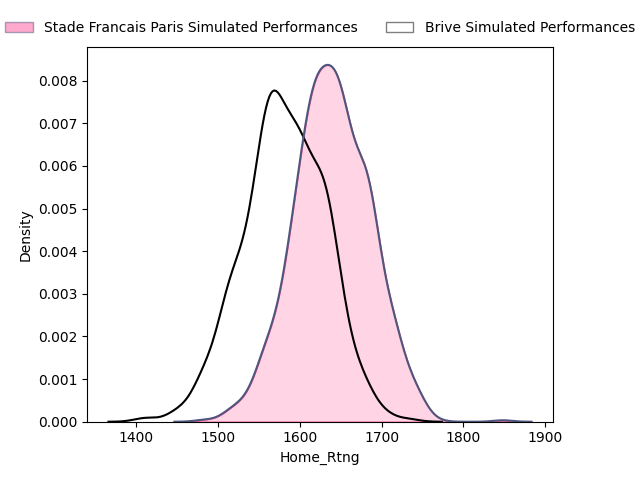 Stade Francais Paris Simulated Performances Brive Simulated Performances
0.008
0.007
0.006
0.005
0.004
0.003
0.002
0.001
0.000
Density
1400 1500 1600 1700 1800 1900
Home_Rtng